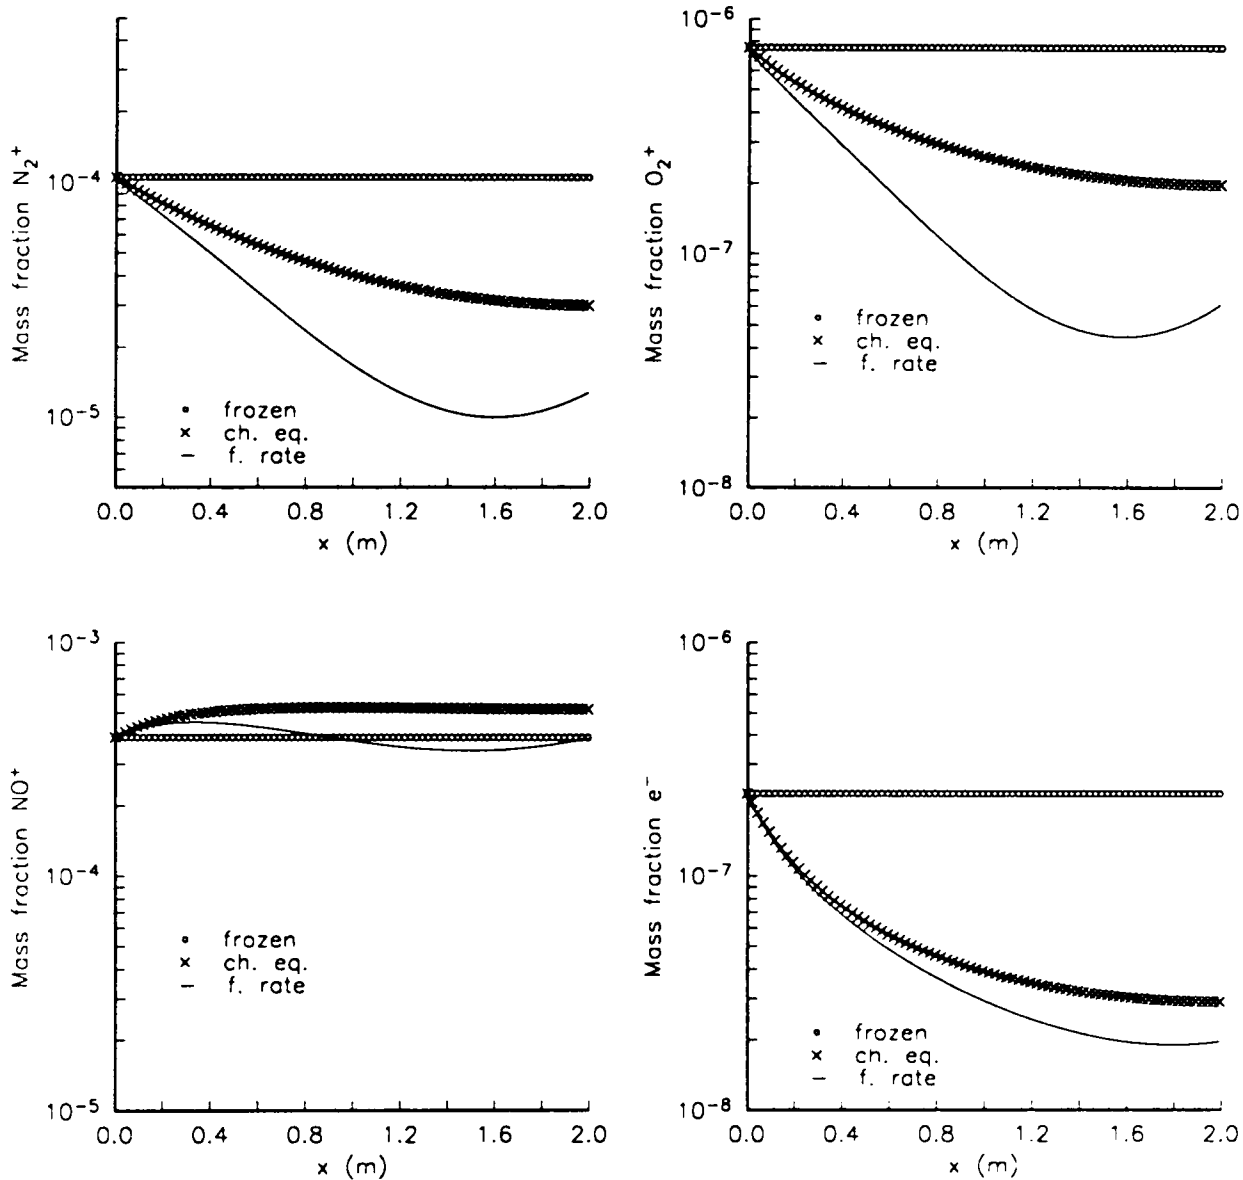 Mass fraction N₂⁺
10⁻⁴
10⁻⁵
frozen
ch. eq.
f. rate
0.0 0.4 0.8 1.2 1.6 2.0
x (m)
Mass fraction O₂⁺
10⁻⁶
10⁻⁷
10⁻⁸
frozen
ch. eq.
f. rate
0.0 0.4 0.8 1.2 1.6 2.0
x (m)
Mass fraction NO⁺
10⁻³
10⁻⁴
10⁻⁵
frozen
ch. eq.
f. rate
0.0 0.4 0.8 1.2 1.6 2.0
x (m)
Mass fraction e⁻
10⁻⁶
10⁻⁷
10⁻⁸
frozen
ch. eq.
f. rate
0.0 0.4 0.8 1.2 1.6 2.0
x (m)